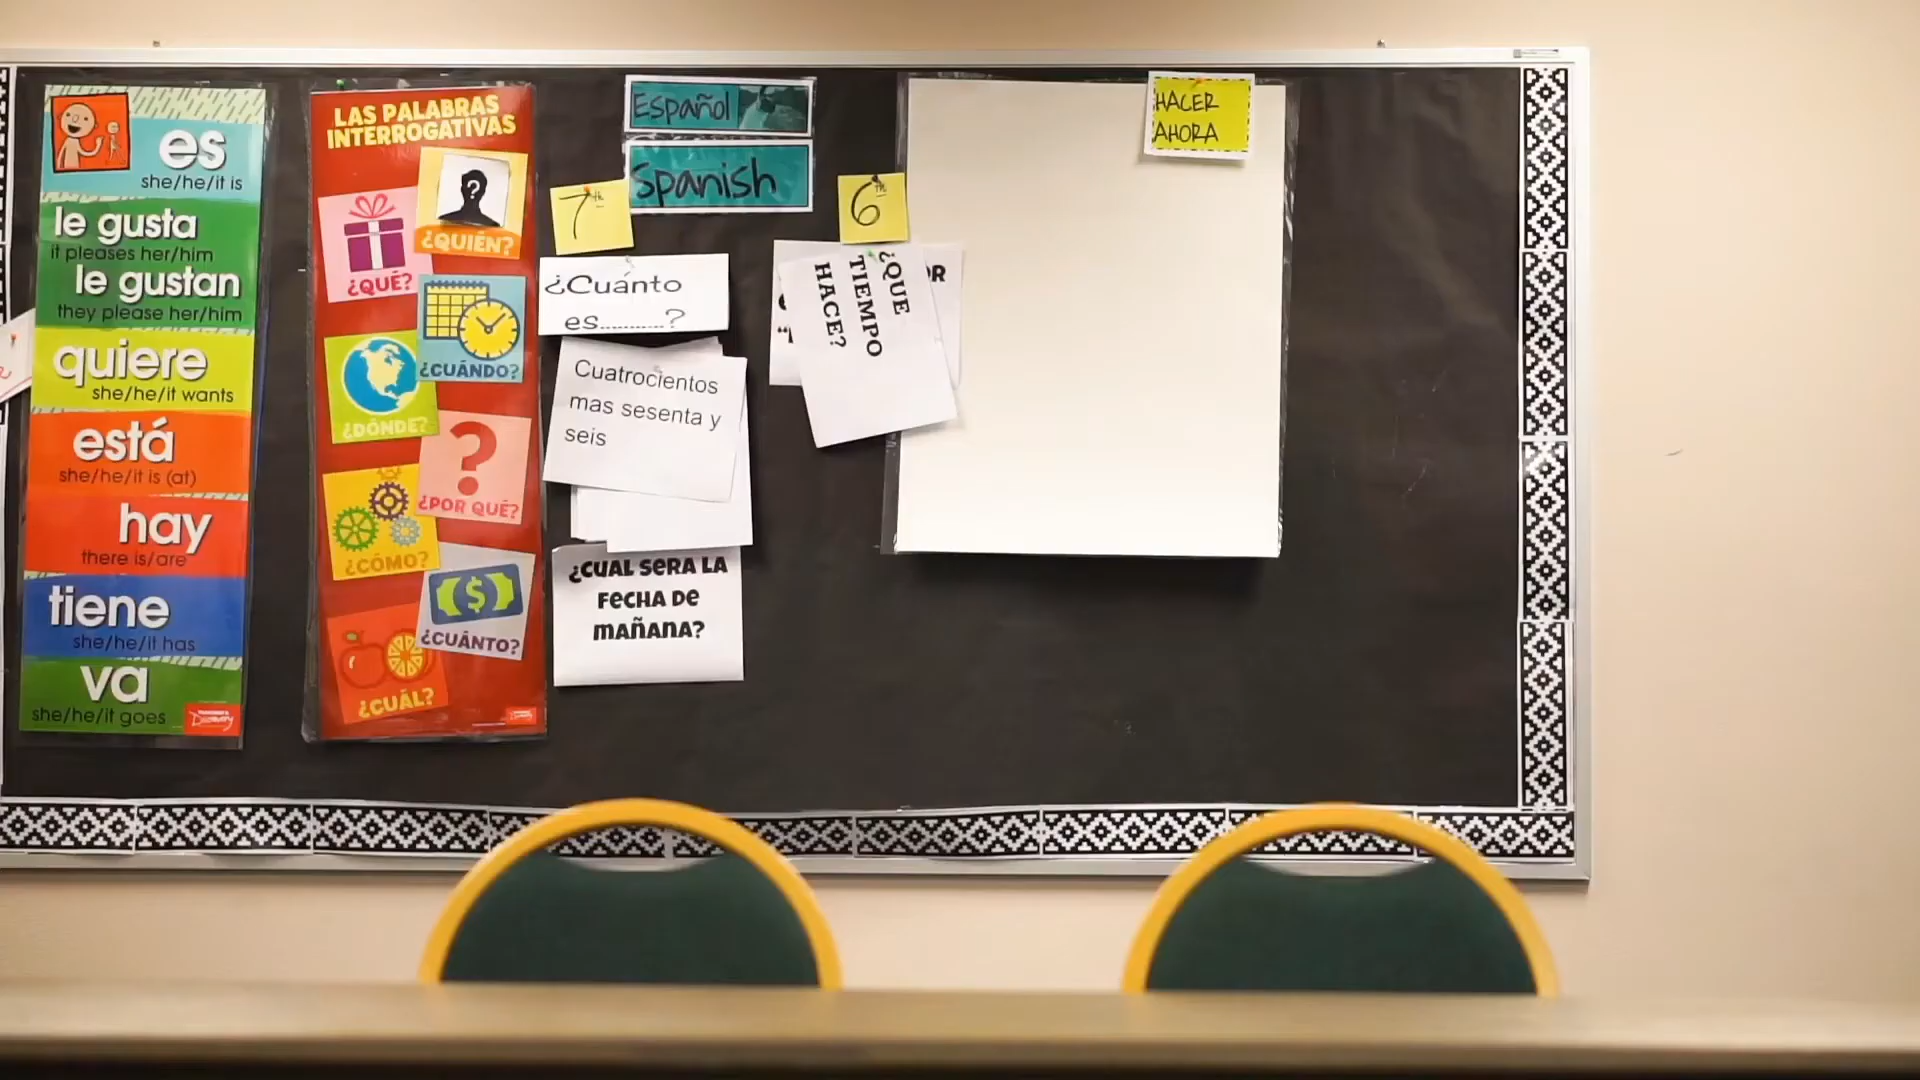 es
she/he/it is
le gusta
it pleases her/him
le gustan
they please her/him
quiere
she/he/it wants
está
she/he/it is (at)
hay
there is/are
tiene
she/he/it has
va
she/he/it goes
Discovery
LAS PALABRAS
INTERROGATIVAS
¿QUIÉN?
¿QUÉ?
¿CUÁNDO?
¿DÓNDE?
¿POR QUÉ?
¿CÓMO?
¿CUÁNTO?
¿CUÁL?
Español
Spanish
7th
¿Cuánto
es...........?
Cuatrocientos
mas sesenta y
seis
¿CUAL SERA LA
FECHA DE
MAÑANA?
6th
¿QUE
TIEMPO
HACE?
OR
HACER
AHORA